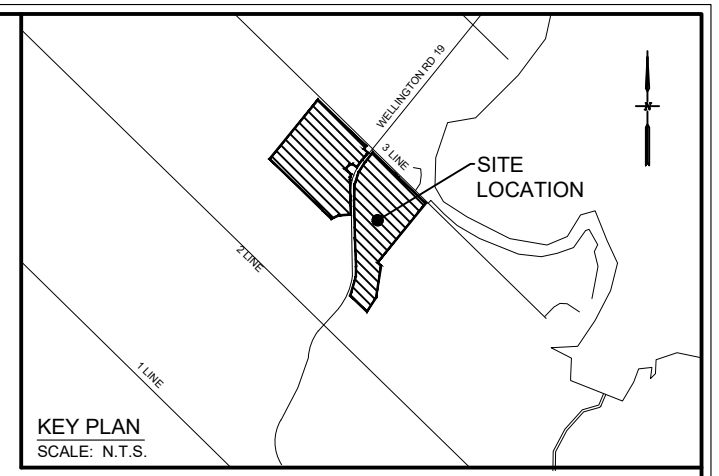 WELLINGTON RD 19
N
3 LINE
SITE
LOCATION
2 LINE
1 LINE
KEY PLAN
SCALE: N.T.S.